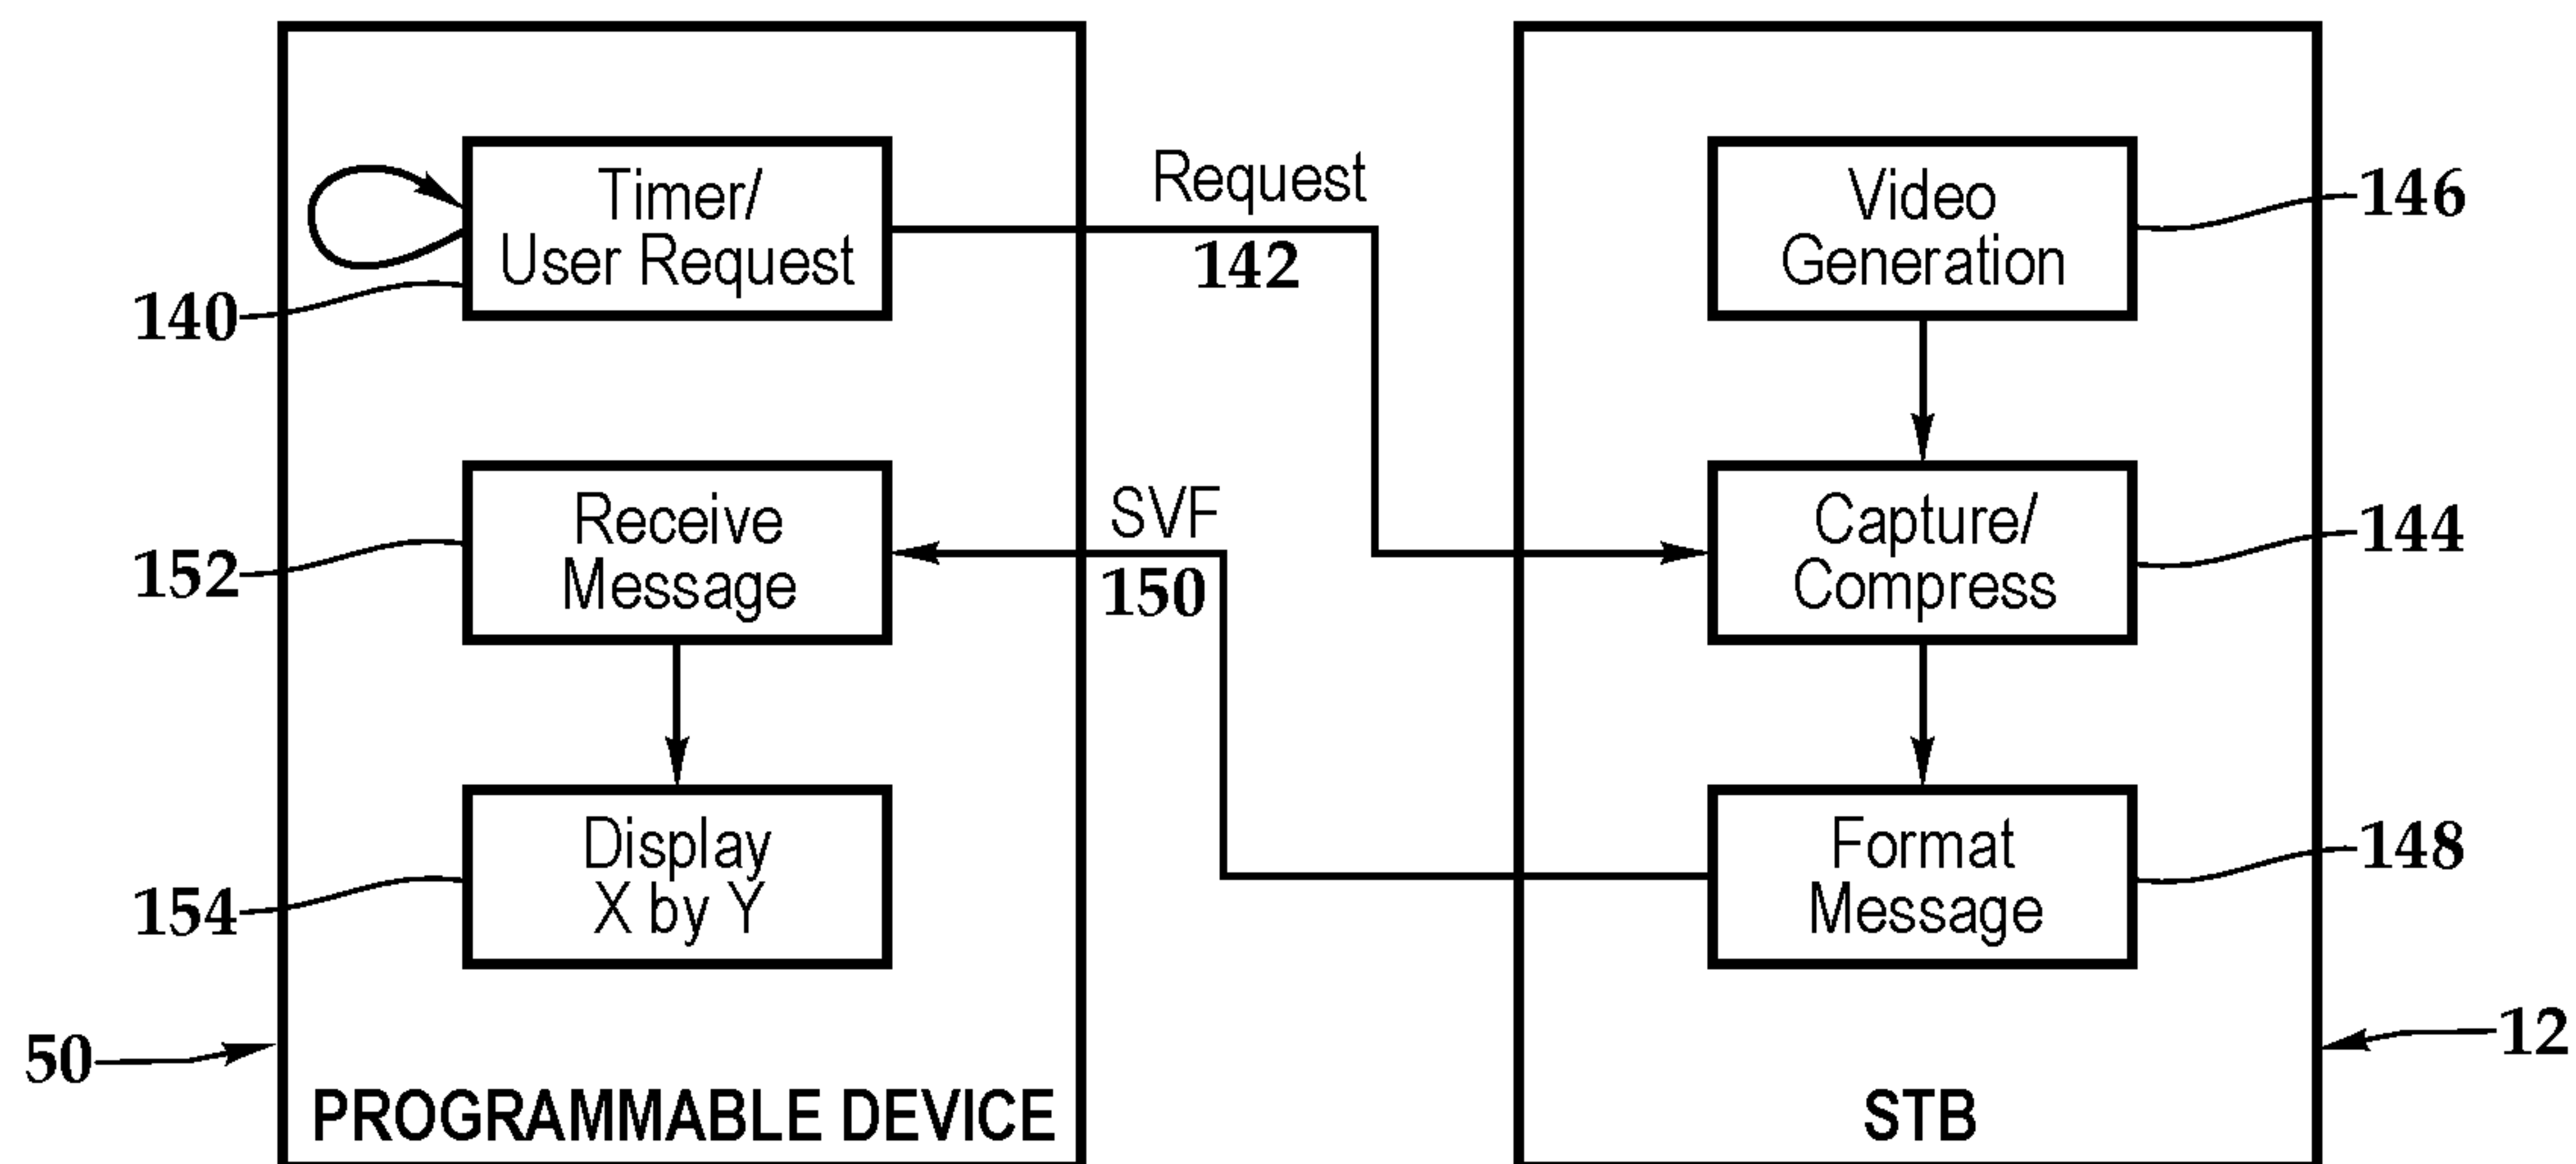 Timer/
User Request
140
Request
142
Video
Generation
146
Receive
Message
152
SVF
150
Capture/
Compress
144
Display
X by Y
154
Format
Message
148
50
12
PROGRAMMABLE DEVICE
STB